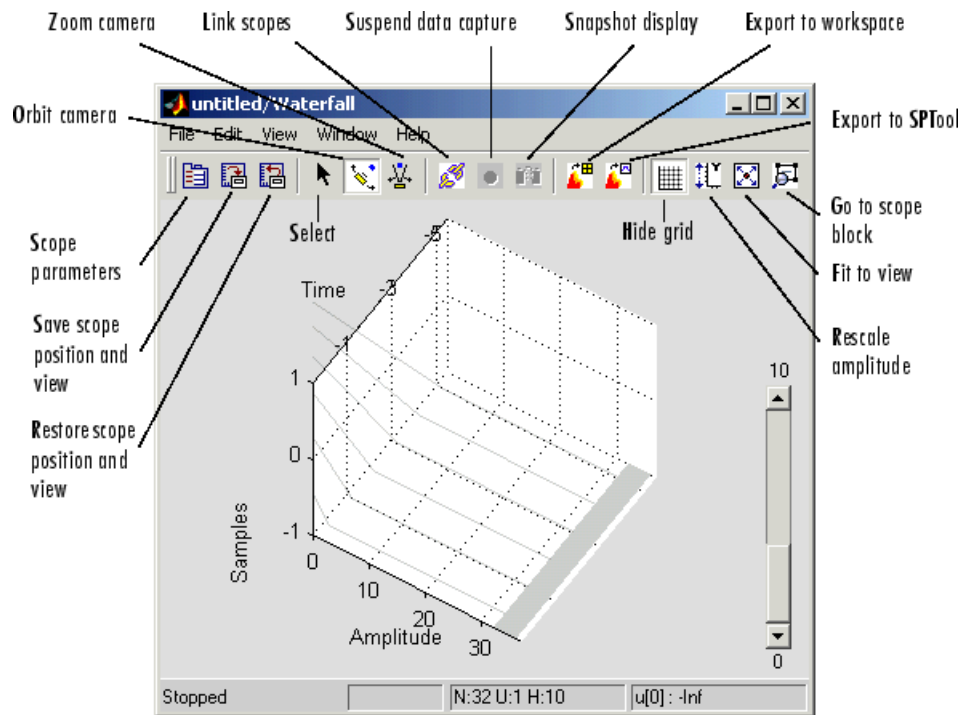 Zoom camera
Link scopes
Suspend data capture
Snapshot display
Export to workspace
Orbit camera
Export to SPTool
untitled/Waterfall
File Edit View Window Help
Select
Hide grid
Go to scope
block
Scope
parameters
Fit to view
Save scope
position and
view
Rescale
amplitude
Restore scope
position and
view
Time
-5
-3
-1
1
0
-1
Samples
0
10
20
30
Amplitude
10
0
Stopped
N:32 U:1 H:10
u[0] : -Inf